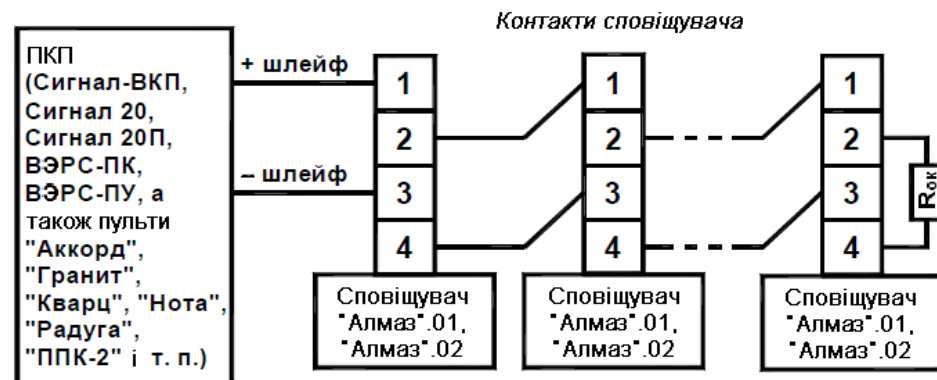 Контакти сповіщувача
ПКП
(Сигнал-ВКП,
Сигнал 20,
Сигнал 20П,
ВЭРС-ПК,
ВЭРС-ПУ, а
також пульти
"Аккорд",
"Гранит",
"Кварц", "Нота",
"Радуга",
"ППК-2" і т. п.)
+ шлейф
– шлейф
1
2
3
4
Сповіщувач
"Алмаз".01,
"Алмаз".02
1
2
3
4
Сповіщувач
"Алмаз".01,
"Алмаз".02
1
2
3
4
Rок
Сповіщувач
"Алмаз".01,
"Алмаз".02